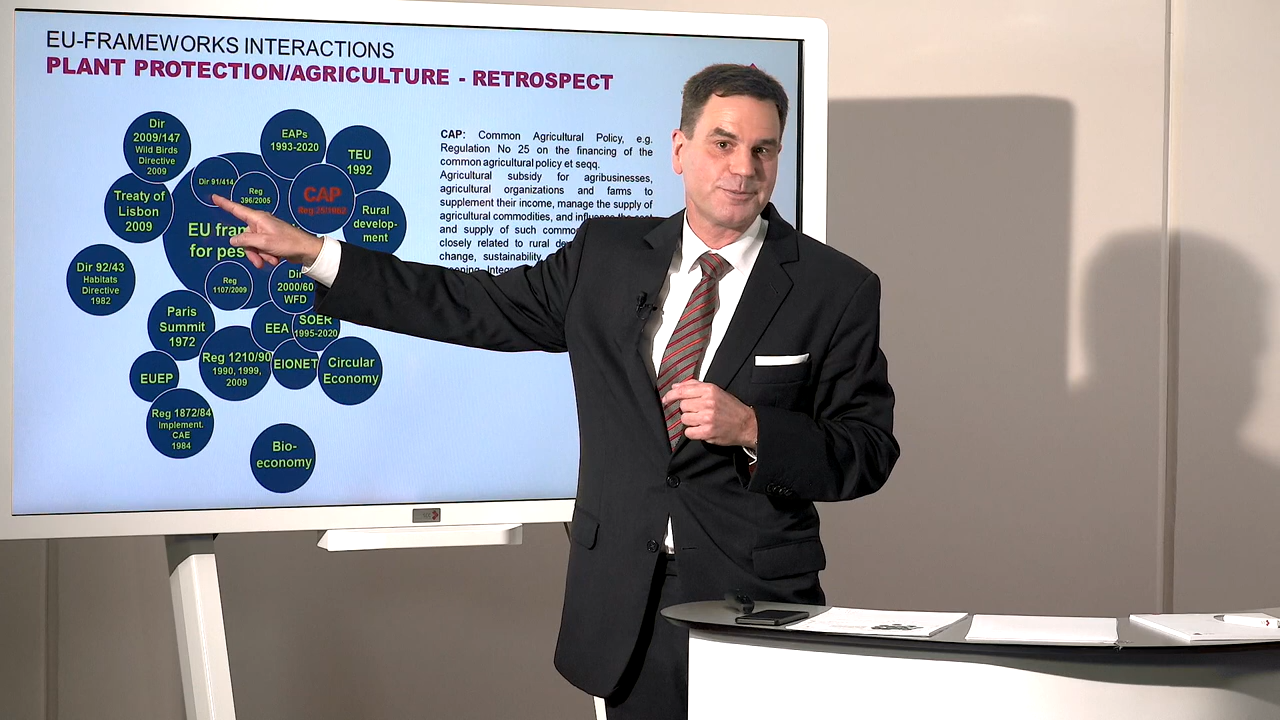 EU-FRAMEWORKS INTERACTIONS
PLANT PROTECTION/AGRICULTURE - RETROSPECT
Dir
2009/147
Wild Birds
Directive
2009
EAPs
1993-2020
TEU
1992
Dir 91/414
Reg
396/2005
CAP
Reg 25/1962
Treaty of
Lisbon
2009
Rural
develop-
ment
EU fram
for pes
Dir 92/43
Habitats
Directive
1982
Reg
1107/2009
Dir
2000/60
WFD
Paris
Summit
1972
EEA
SOER
1995-2020
Reg 1210/90
1990, 1999,
2009
EIONET
Circular
Economy
EUEP
Reg 1872/84
Implement.
CAE
1984
Bio-
economy
CAP: Common Agricultural Policy, e.g.
Regulation No 25 on the financing of the
common agricultural policy et seqq.
Agricultural subsidy for agribusinesses,
agricultural organizations and farms to
supplement their income, manage the supply of
agricultural commodities, and influence the cost
and supply of such commo
closely related to rural de
change, sustainability,